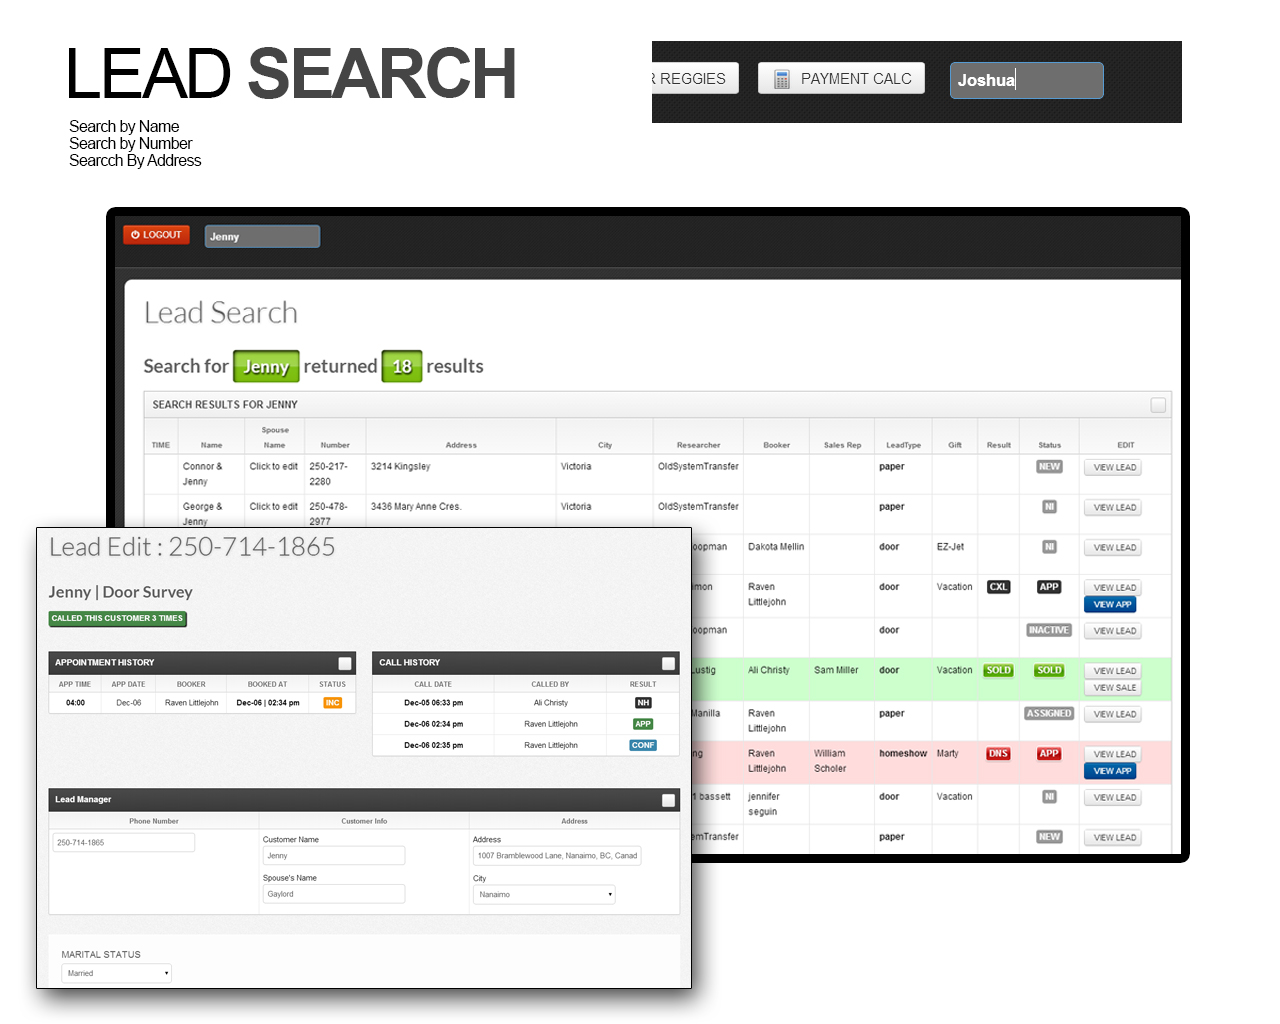 LEAD SEARCH
Search by Name
Search by Number
Searcch By Address
REGGIES
PAYMENT CALC
Joshua
LOGOUT
Jenny
Lead Search
Search for Jenny returned 18 results
SEARCH RESULTS FOR JENNY
TIME Name Spouse Name Number Address City Researcher Booker Sales Rep LeadType Gift Result Status EDIT
Connor & Jenny Click to edit 250-217-2280 3214 Kingsley Victoria OldSystemTransfer paper NEW VIEW LEAD
George & Jenny Click to edit 250-478-2977 3436 Mary Anne Cres. Victoria OldSystemTransfer paper NI VIEW LEAD
oopman Dakota Mellin door EZ-Jet NI VIEW LEAD
imon Raven Littlejohn door Vacation CXL APP VIEW LEAD
VIEW APP
oopman door INACTIVE VIEW LEAD
ustig Ali Christy Sam Miller door Vacation SOLD SOLD VIEW LEAD
VIEW SALE
Manilla Raven Littlejohn paper ASSIGNED VIEW LEAD
ng Raven Littlejohn William Scholer homeshow Marty DNS APP VIEW LEAD
VIEW APP
1 bassett jennifer seguin door Vacation NI VIEW LEAD
emTransfer paper NEW VIEW LEAD
Lead Edit : 250-714-1865
Jenny | Door Survey
CALLED THIS CUSTOMER 3 TIMES
APPOINTMENT HISTORY
APP TIME APP DATE BOOKER BOOKED AT STATUS
04:00 Dec-06 Raven Littlejohn Dec-06 | 02:34 pm INC
CALL HISTORY
CALL DATE CALLED BY RESULT
Dec-05 06:33 pm Ali Christy NH
Dec-06 02:34 pm Raven Littlejohn APP
Dec-06 02:35 pm Raven Littlejohn CONF
Lead Manager
Phone Number Customer Info Address
250-714-1865
Customer Name
Jenny
Spouse's Name
Gaylord
Address
1007 Bramblewood Lane, Nanaimo, BC, Canad
City
Nanaimo
MARITAL STATUS
Married